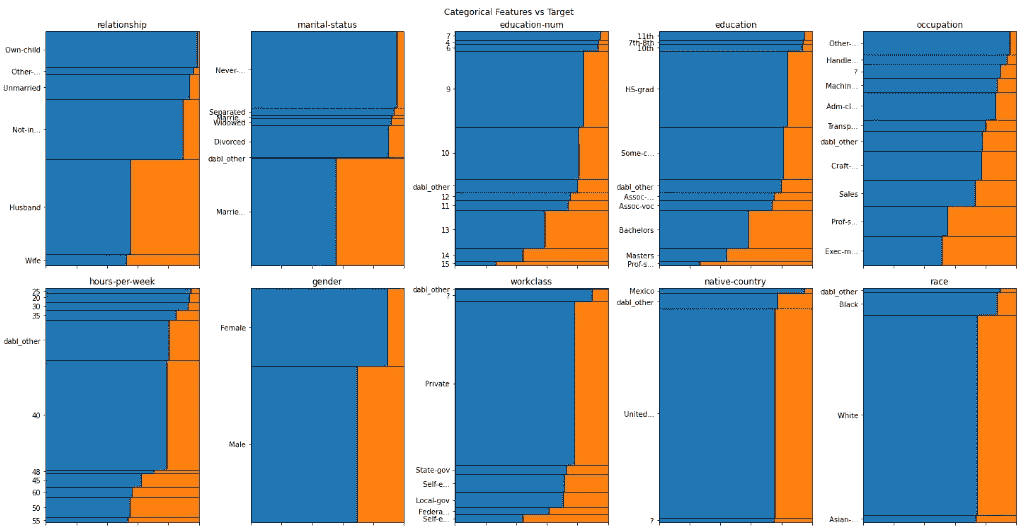 Categorical Features vs Target
relationship
Own-child
Other-...
Unmarried
Not-in...
Husband
Wife
marital-status
Never-...
Separated
Marrie...
Widowed
Divorced
dabl_other
Marrie...
education-num
7
4
6
9
10
dabl_other
12
11
13
14
15
education
11th
7th-8th
10th
HS-grad
Some-c...
dabl_other
Assoc-...
Assoc-voc
Bachelors
Masters
Prof-s...
occupation
Other-...
Handle...
?
Machin...
Adm-cl...
Transp...
dabl_other
Craft-...
Sales
Prof-s...
Exec-m...
hours-per-week
25
20
30
35
dabl_other
40
48
45
60
50
55
gender
Female
Male
workclass
dabl_other
?
Private
State-gov
Self-e...
Local-gov
Federa...
Self-e...
native-country
Mexico
dabl_other
United...
?
race
dabl_other
Black
White
Asian-...